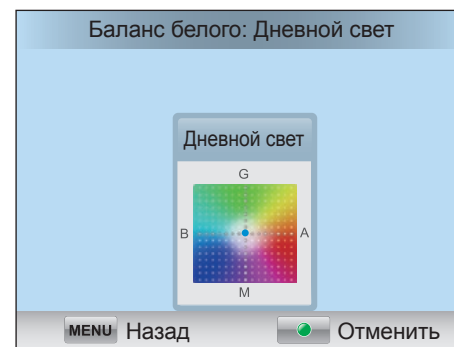 Баланс белого: Дневной свет
Дневной свет
G
B A
M
MENU Назад Отменить